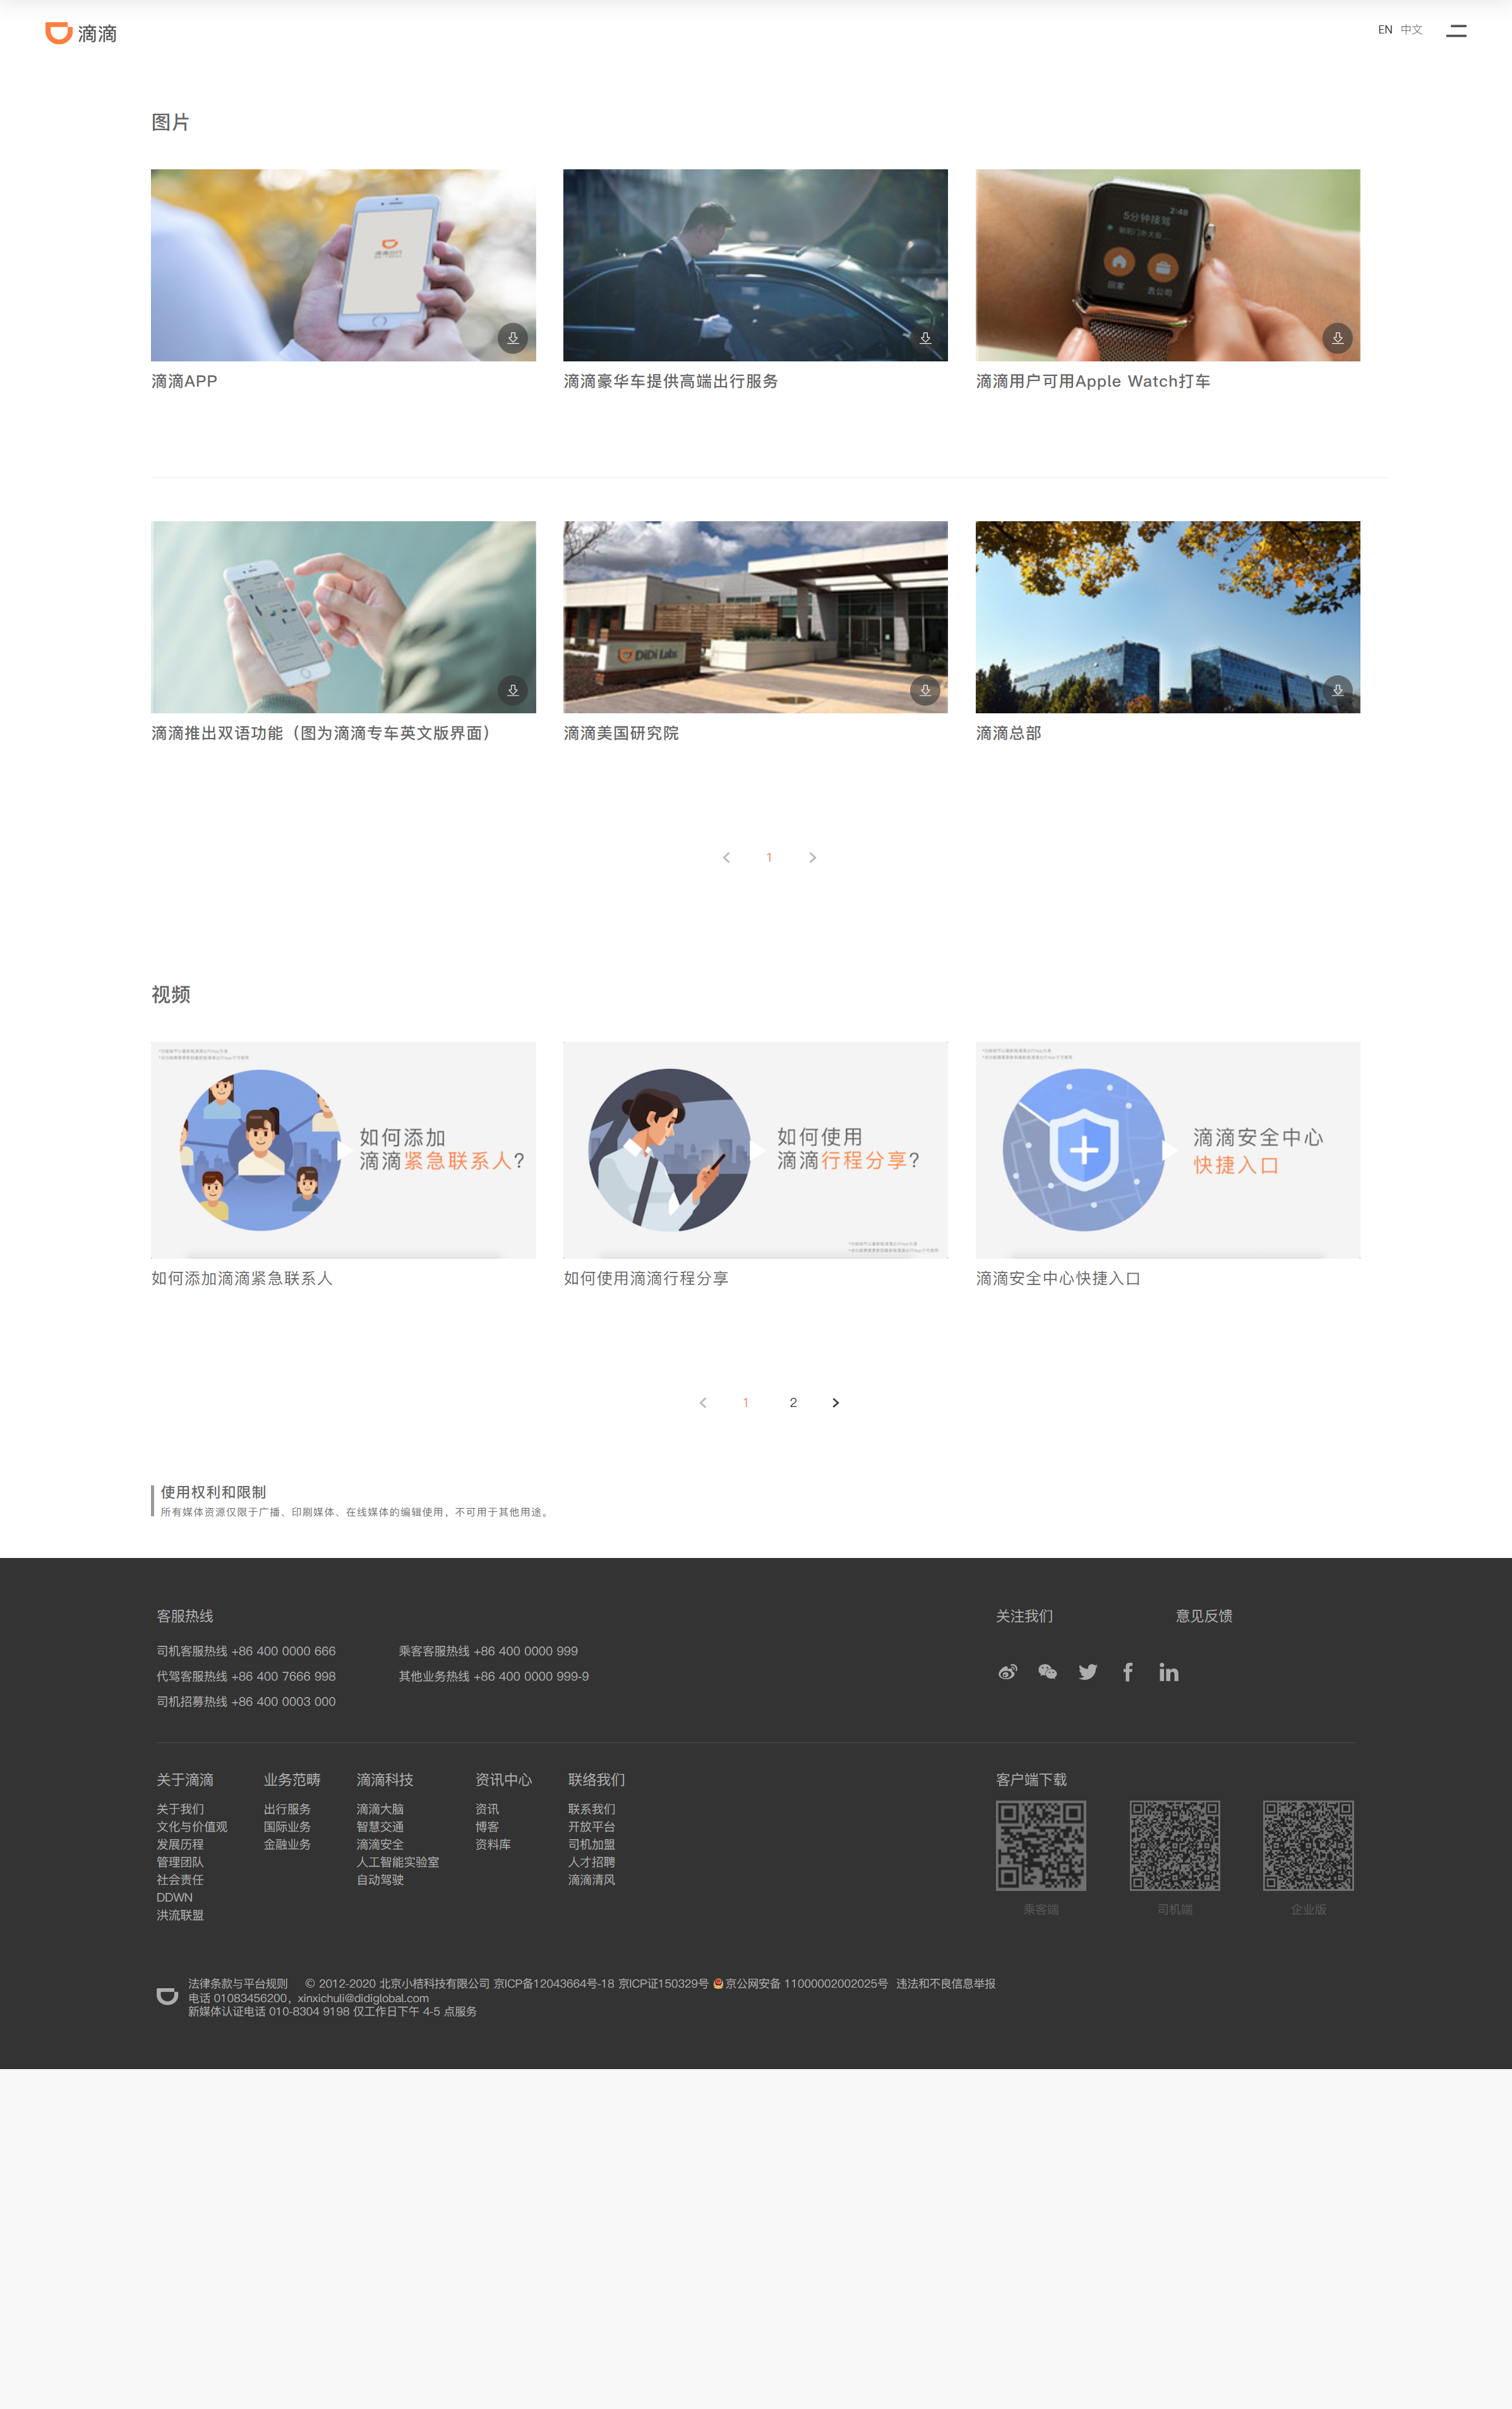 滴滴
EN 中文
图片
5分钟接驾
2:48
回家
去公司
滴滴APP
滴滴豪华车提供高端出行服务
滴滴用户可用Apple Watch打车
DiDi Labs
滴滴推出双语功能（图为滴滴专车英文版界面）
滴滴美国研究院
滴滴总部
1
视频
如何添加
滴滴紧急联系人?
如何使用
滴滴行程分享?
滴滴安全中心
快捷入口
如何添加滴滴紧急联系人
如何使用滴滴行程分享
滴滴安全中心快捷入口
1 2
使用权利和限制
所有媒体资源仅限于广播、印刷媒体、在线媒体的编辑使用，不可用于其他用途。
客服热线
司机客服热线 +86 400 0000 666
乘客客服热线 +86 400 0000 999
代驾客服热线 +86 400 7666 998
其他业务热线 +86 400 0000 999-9
司机招募热线 +86 400 0003 000
关注我们
意见反馈
关于滴滴
关于我们
文化与价值观
发展历程
管理团队
社会责任
DDWN
洪流联盟
业务范畴
出行服务
国际业务
金融业务
滴滴科技
滴滴大脑
智慧交通
滴滴安全
人工智能实验室
自动驾驶
资讯中心
资讯
博客
资料库
联络我们
联系我们
开放平台
司机加盟
人才招聘
滴滴清风
客户端下载
乘客端
司机端
企业版
法律条款与平台规则 © 2012-2020 北京小桔科技有限公司 京ICP备12043664号-18 京ICP证150329号 京公网安备 11000002002025号 违法和不良信息举报
电话 01083456200，xinxichuli@didiglobal.com
新媒体认证电话 010-8304 9198 仅工作日下午 4-5 点服务